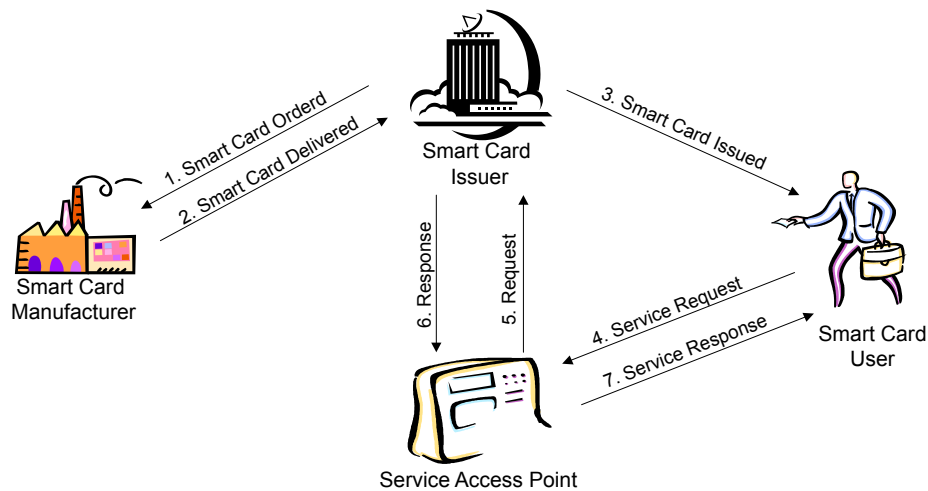 Smart Card
Issuer
1. Smart Card Orderd
2. Smart Card Delivered
3. Smart Card Issued
Smart Card
Manufacturer
6. Response
5. Request
4. Service Request
7. Service Response
Smart Card
User
Service Access Point